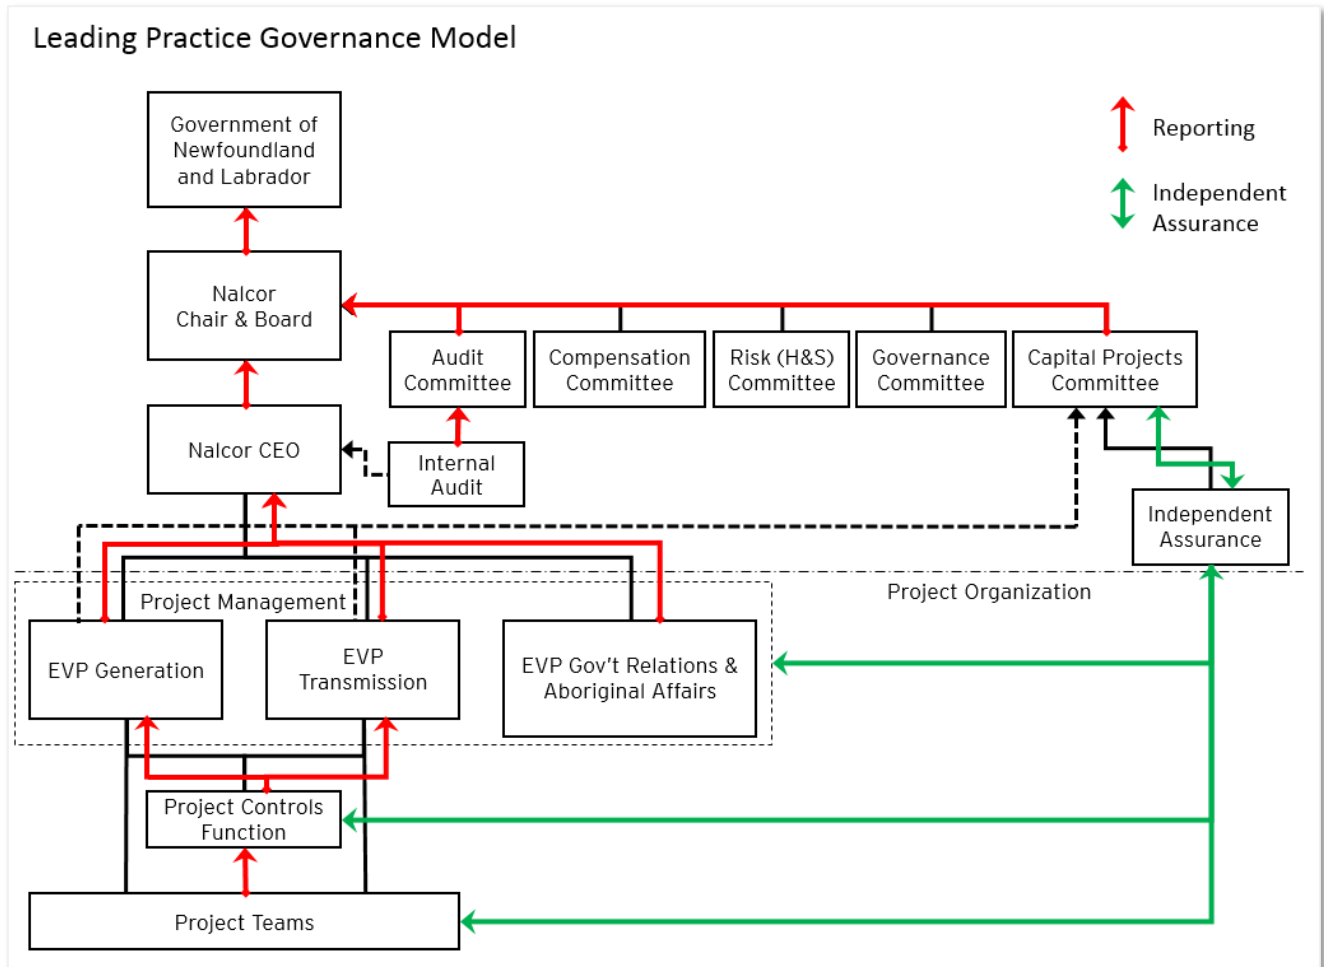 Leading Practice Governance Model
Government of
Newfoundland
and Labrador
Reporting
Independent
Assurance
Nalcor
Chair & Board
Audit
Committee
Compensation
Committee
Risk (H&S)
Committee
Governance
Committee
Capital Projects
Committee
Nalcor CEO
Internal
Audit
Independent
Assurance
Project Organization
Project Management
EVP Generation
EVP
Transmission
EVP Gov't Relations &
Aboriginal Affairs
Project Controls
Function
Project Teams